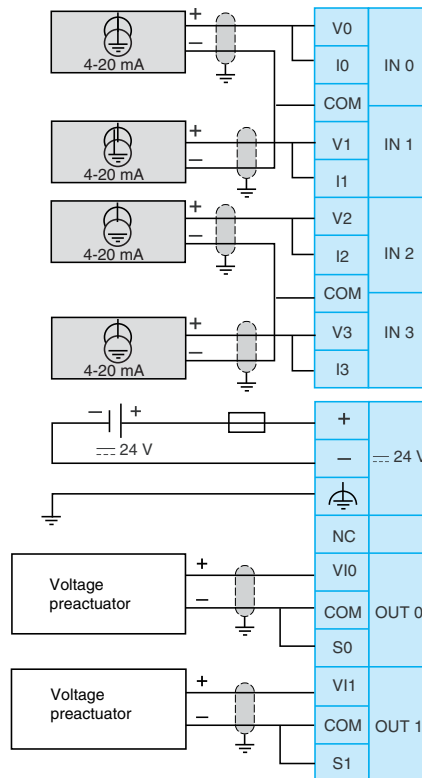 +
−
4-20 mA
V0
I0
IN 0
COM
+
−
4-20 mA
V1
I1
IN 1
+
−
4-20 mA
V2
I2
IN 2
COM
+
−
4-20 mA
V3
I3
IN 3
− +
24 V
+
−
24 V
NC
Voltage
preactuator
+
−
VI0
COM
S0
OUT 0
Voltage
preactuator
+
−
VI1
COM
S1
OUT 1